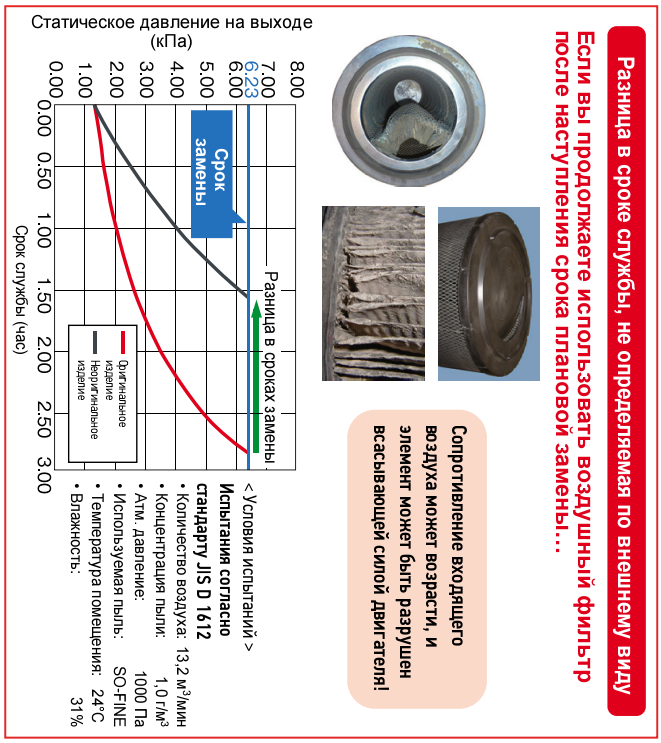 Разница в сроке службы, не определяемая по внешнему виду
Если вы продолжаете использовать воздушный фильтр
после наступления срока плановой замены...
Сопротивление входящего
воздуха может возрасти, и
элемент может быть разрушен
всасывающей силой двигателя!
Статическое давление на выходе
(кПа)
8.00
7.00
6.23
6.00
5.00
4.00
3.00
2.00
1.00
0.00
0.00
0.50
1.00
1.50
2.00
2.50
3.00
Срок службы (час)
Срок
замены
Разница в сроках замены
Оригинальное
изделие
Неоригинальное
изделие
< Условия испытаний >
Испытания согласно
стандарту JIS D 1612
• Количество воздуха: 13,2 м³/мин
• Концентрация пыли: 1,0 г/м³
• Атм. давление: 1000 Па
• Используемая пыль: SO-FINE
• Температура помещения: 24°C
• Влажность: 31%